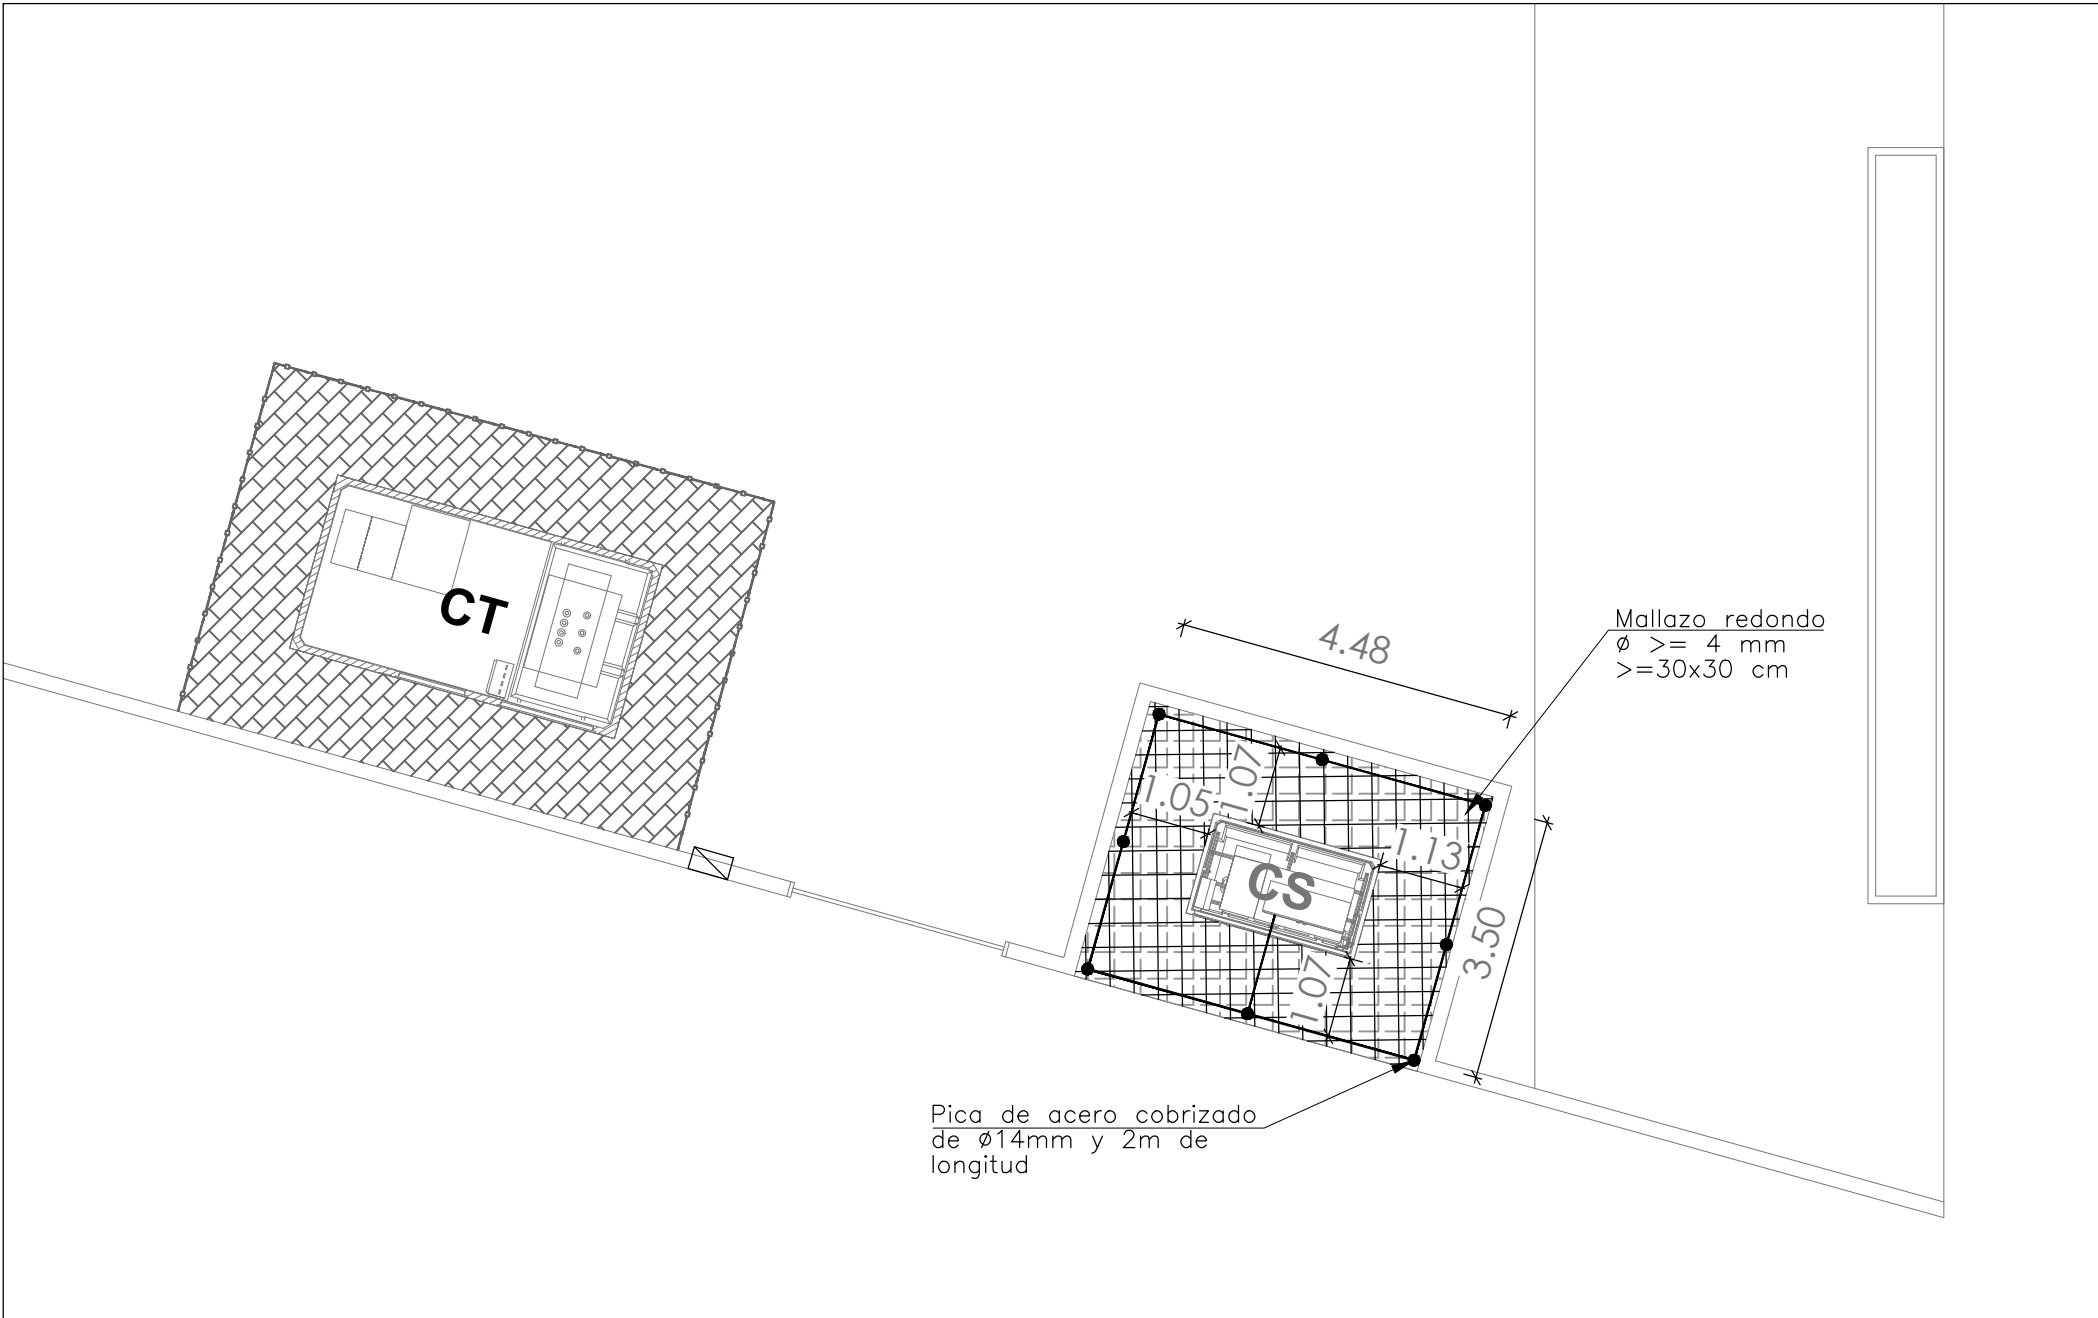 CT
4.48
Mallazo redondo
ø >= 4 mm
>=30x30 cm
1.07
1.05
1.13
CS
3.50
1.07
Pica de acero cobrizado
de ø14mm y 2m de
longitud